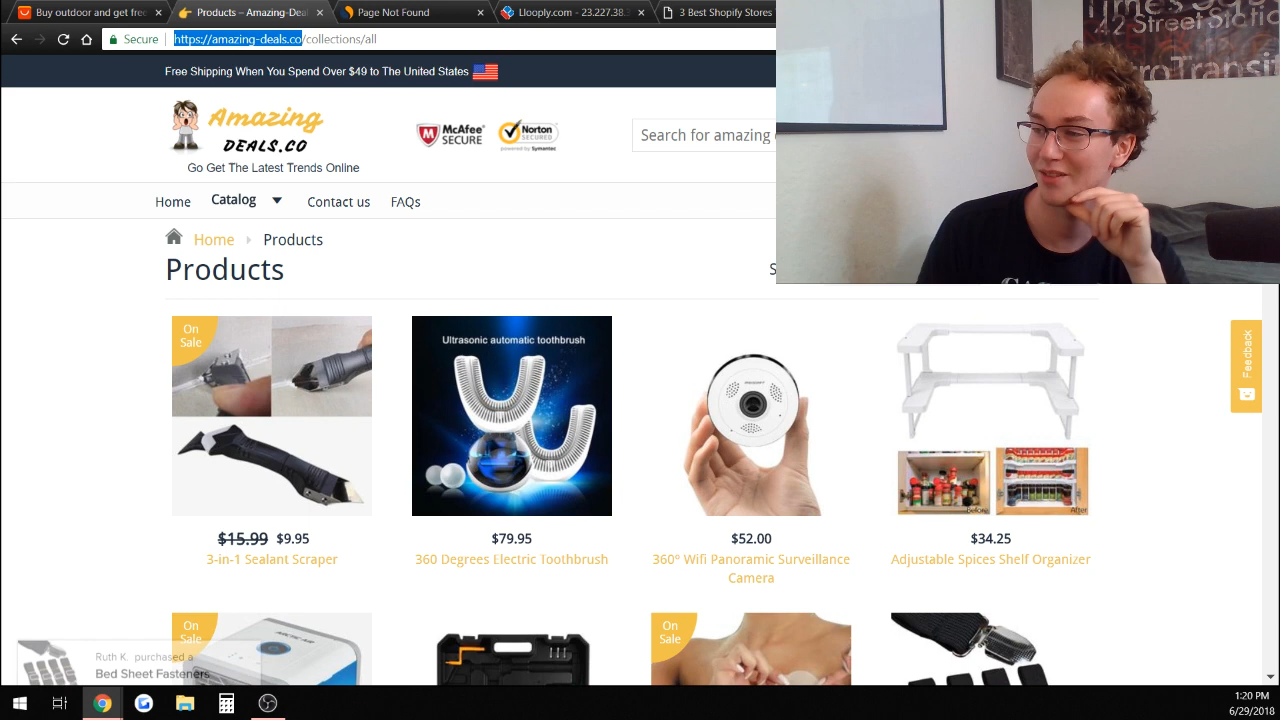 Buy outdoor and get free
Products – Amazing-Deal
Page Not Found
Llooply.com - 23.227.38.3
3 Best Shopify Stores
Secure
https://amazing-deals.co/collections/all
Free Shipping When You Spend Over $49 to The United States
Amazing
DEALS.CO
Go Get The Latest Trends Online
McAfee
SECURE
Norton
SECURED
powered by Symantec
Search for amazing
Home
Catalog
Contact us
FAQs
Home
Products
Products
S
On
Sale
Ultrasonic automatic toothbrush
Before
After
$15.99 $9.95
3-in-1 Sealant Scraper
$79.95
360 Degrees Electric Toothbrush
$52.00
360° Wifi Panoramic Surveillance
Camera
$34.25
Adjustable Spices Shelf Organizer
Feedback
On
Sale
On
Sale
Ruth K. purchased a
Bed Sheet Fasteners
42 Street Statio
1:20 PM
6/29/2018